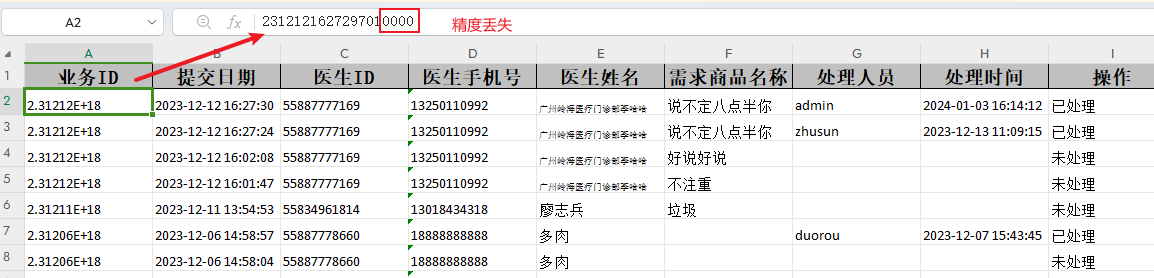 A2 fx 2312121627297010000 精度丢失
A B C D E F G H I
1 业务ID 提交日期 医生ID 医生手机号 医生姓名 需求商品名称 处理人员 处理时间 操作
2 2.31212E+18 2023-12-12 16:27:30 55887777169 13250110992 广州岭海医疗门诊部李哈哈 说不定八点半你 admin 2024-01-03 16:14:12 已处理
3 2.31212E+18 2023-12-12 16:27:24 55887777169 13250110992 广州岭海医疗门诊部李哈哈 说不定八点半你 zhusun 2023-12-13 11:09:15 已处理
4 2.31212E+18 2023-12-12 16:02:08 55887777169 13250110992 广州岭海医疗门诊部李哈哈 好说好说 未处理
5 2.31212E+18 2023-12-12 16:01:47 55887777169 13250110992 广州岭海医疗门诊部李哈哈 不注重 未处理
6 2.31211E+18 2023-12-11 13:54:53 55834961814 13018434318 廖志兵 垃圾 未处理
7 2.31206E+18 2023-12-06 14:58:57 55887778660 18888888888 多肉 duorou 2023-12-07 15:43:45 已处理
8 2.31206E+18 2023-12-06 14:58:04 55887778660 18888888888 多肉 未处理